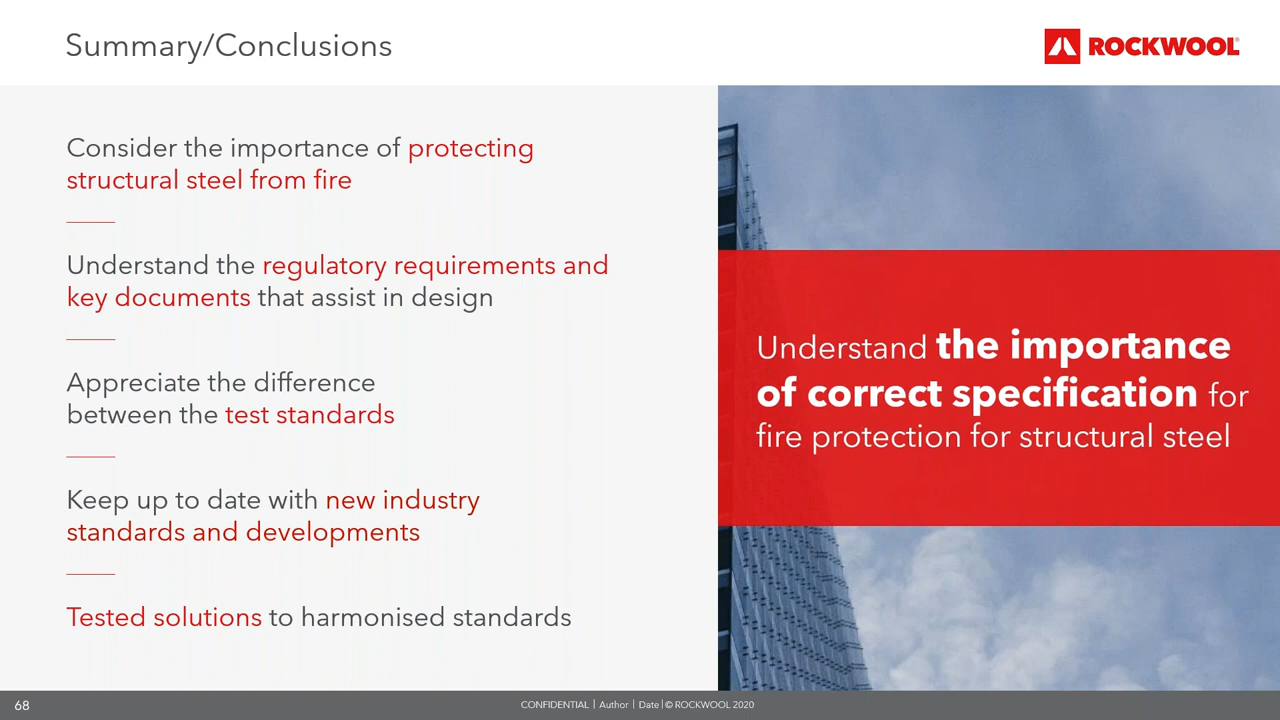 Summary/Conclusions
ROCKWOOL®
Consider the importance of protecting
structural steel from fire
Understand the regulatory requirements and
key documents that assist in design
Appreciate the difference
between the test standards
Keep up to date with new industry
standards and developments
Tested solutions to harmonised standards
Understand the importance
of correct specification for
fire protection for structural steel
68
CONFIDENTIAL | Author | Date | © ROCKWOOL 2020